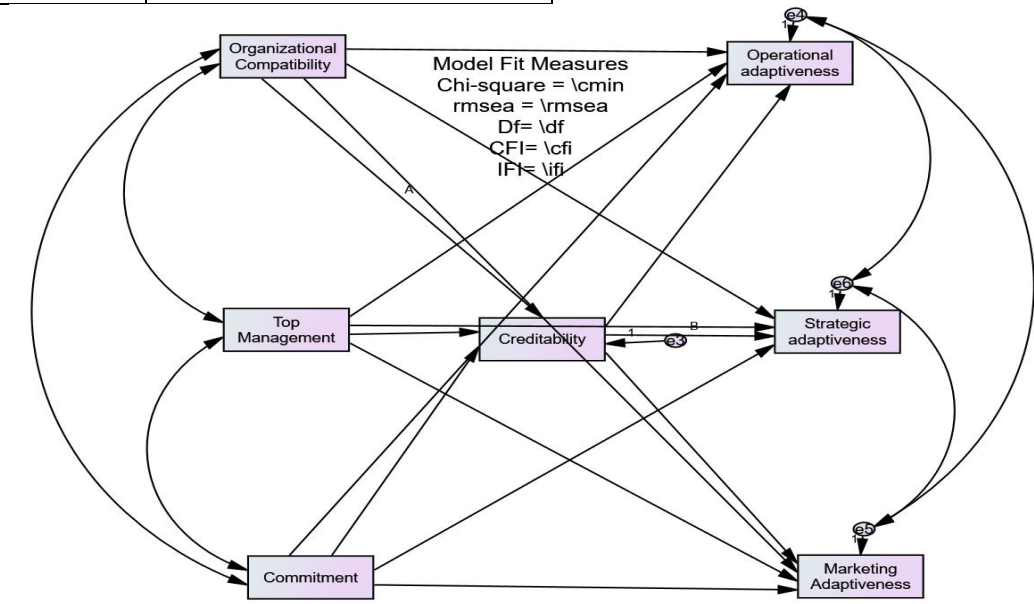 e4
1
Organizational
Compatibility
Operational
adaptiveness
Model Fit Measures
Chi-square = \cmin
rmsea = \rmsea
Df= \df
CFI= \cfi
IFI= \ifi
A
e6
1
Top
Management
Creditability
1
B
e3
Strategic
adaptiveness
e5
1
Commitment
Marketing
Adaptiveness